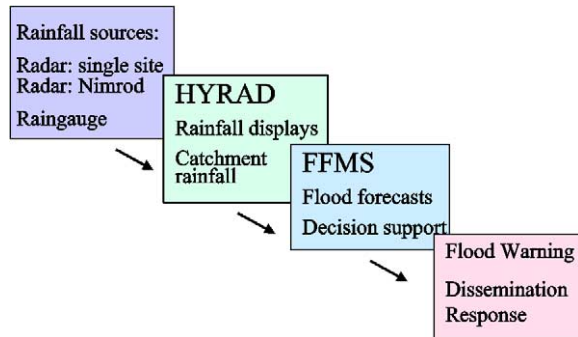 Rainfall sources:
Radar: single site
Radar: Nimrod
Raingauge
HYRAD
Rainfall displays
Catchment
rainfall
FFMS
Flood forecasts
Decision support
Flood Warning
Dissemination
Response